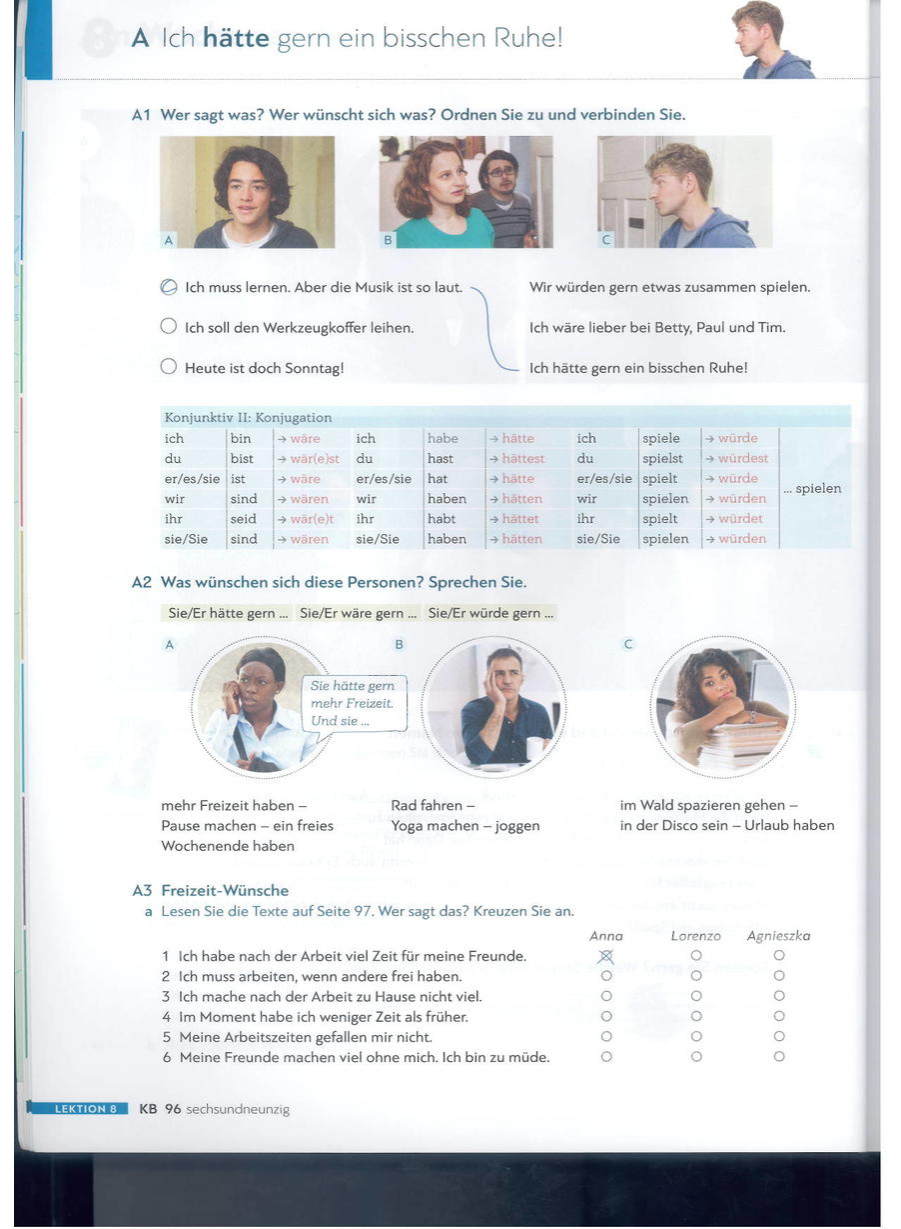 A Ich hätte gern ein bisschen Ruhe!
A1 Wer sagt was? Wer wünscht sich was? Ordnen Sie zu und verbinden Sie.
A
B
C
C Ich muss lernen. Aber die Musik ist so laut. Wir würden gern etwas zusammen spielen.
Ich soll den Werkzeugkoffer leihen. Ich wäre lieber bei Betty, Paul und Tim.
Heute ist doch Sonntag! Ich hätte gern ein bisschen Ruhe!
Konjunktiv II: Konjugation
ich bin → wäre ich habe → hätte ich spiele → würde
du bist → wär(e)st du hast → hättest du spielst → würdest
er/es/sie ist → wäre er/es/sie hat → hätte er/es/sie spielt → würde
... spielen
wir sind → wären wir haben → hätten wir spielen → würden
ihr seid → wär(e)t ihr habt → hättet ihr spielt → würdet
sie/Sie sind → wären sie/Sie haben → hätten sie/Sie spielen → würden
A2 Was wünschen sich diese Personen? Sprechen Sie.
Sie/Er hätte gern ... Sie/Er wäre gern ... Sie/Er würde gern ...
A
B
C
Sie hätte gern
mehr Freizeit.
Und sie ...
mehr Freizeit haben –
Pause machen – ein freies
Wochenende haben
Rad fahren –
Yoga machen – joggen
im Wald spazieren gehen –
in der Disco sein – Urlaub haben
A3 Freizeit-Wünsche
a Lesen Sie die Texte auf Seite 97. Wer sagt das? Kreuzen Sie an.
Anna Lorenzo Agnieszka
1 Ich habe nach der Arbeit viel Zeit für meine Freunde.
2 Ich muss arbeiten, wenn andere frei haben.
3 Ich mache nach der Arbeit zu Hause nicht viel.
4 Im Moment habe ich weniger Zeit als früher.
5 Meine Arbeitszeiten gefallen mir nicht.
6 Meine Freunde machen viel ohne mich. Ich bin zu müde.
LEKTION 8 KB 96 sechsundneunzig